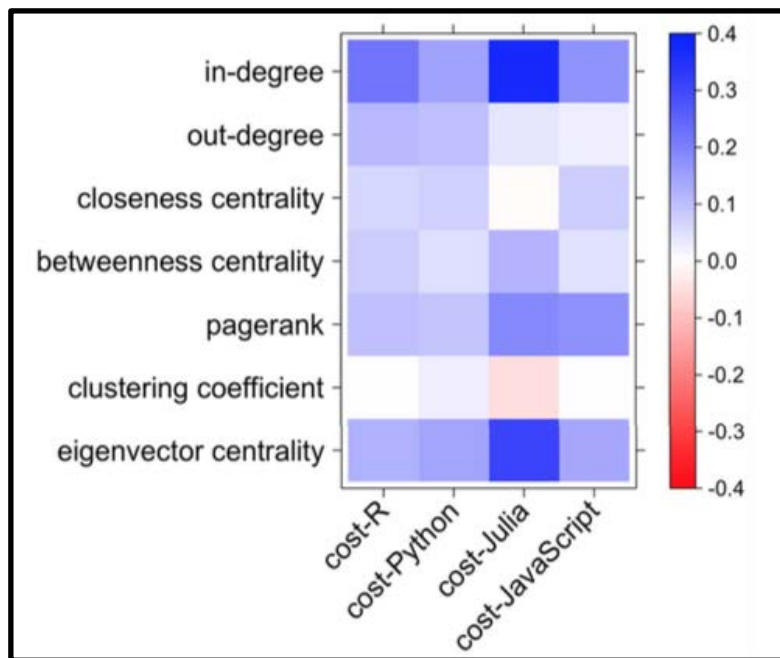 in-degree
out-degree
closeness centrality
betweenness centrality
pagerank
clustering coefficient
eigenvector centrality
cost-R
cost-Python
cost-Julia
cost-JavaScript
0.4
0.3
0.2
0.1
0.0
-0.1
-0.2
-0.3
-0.4